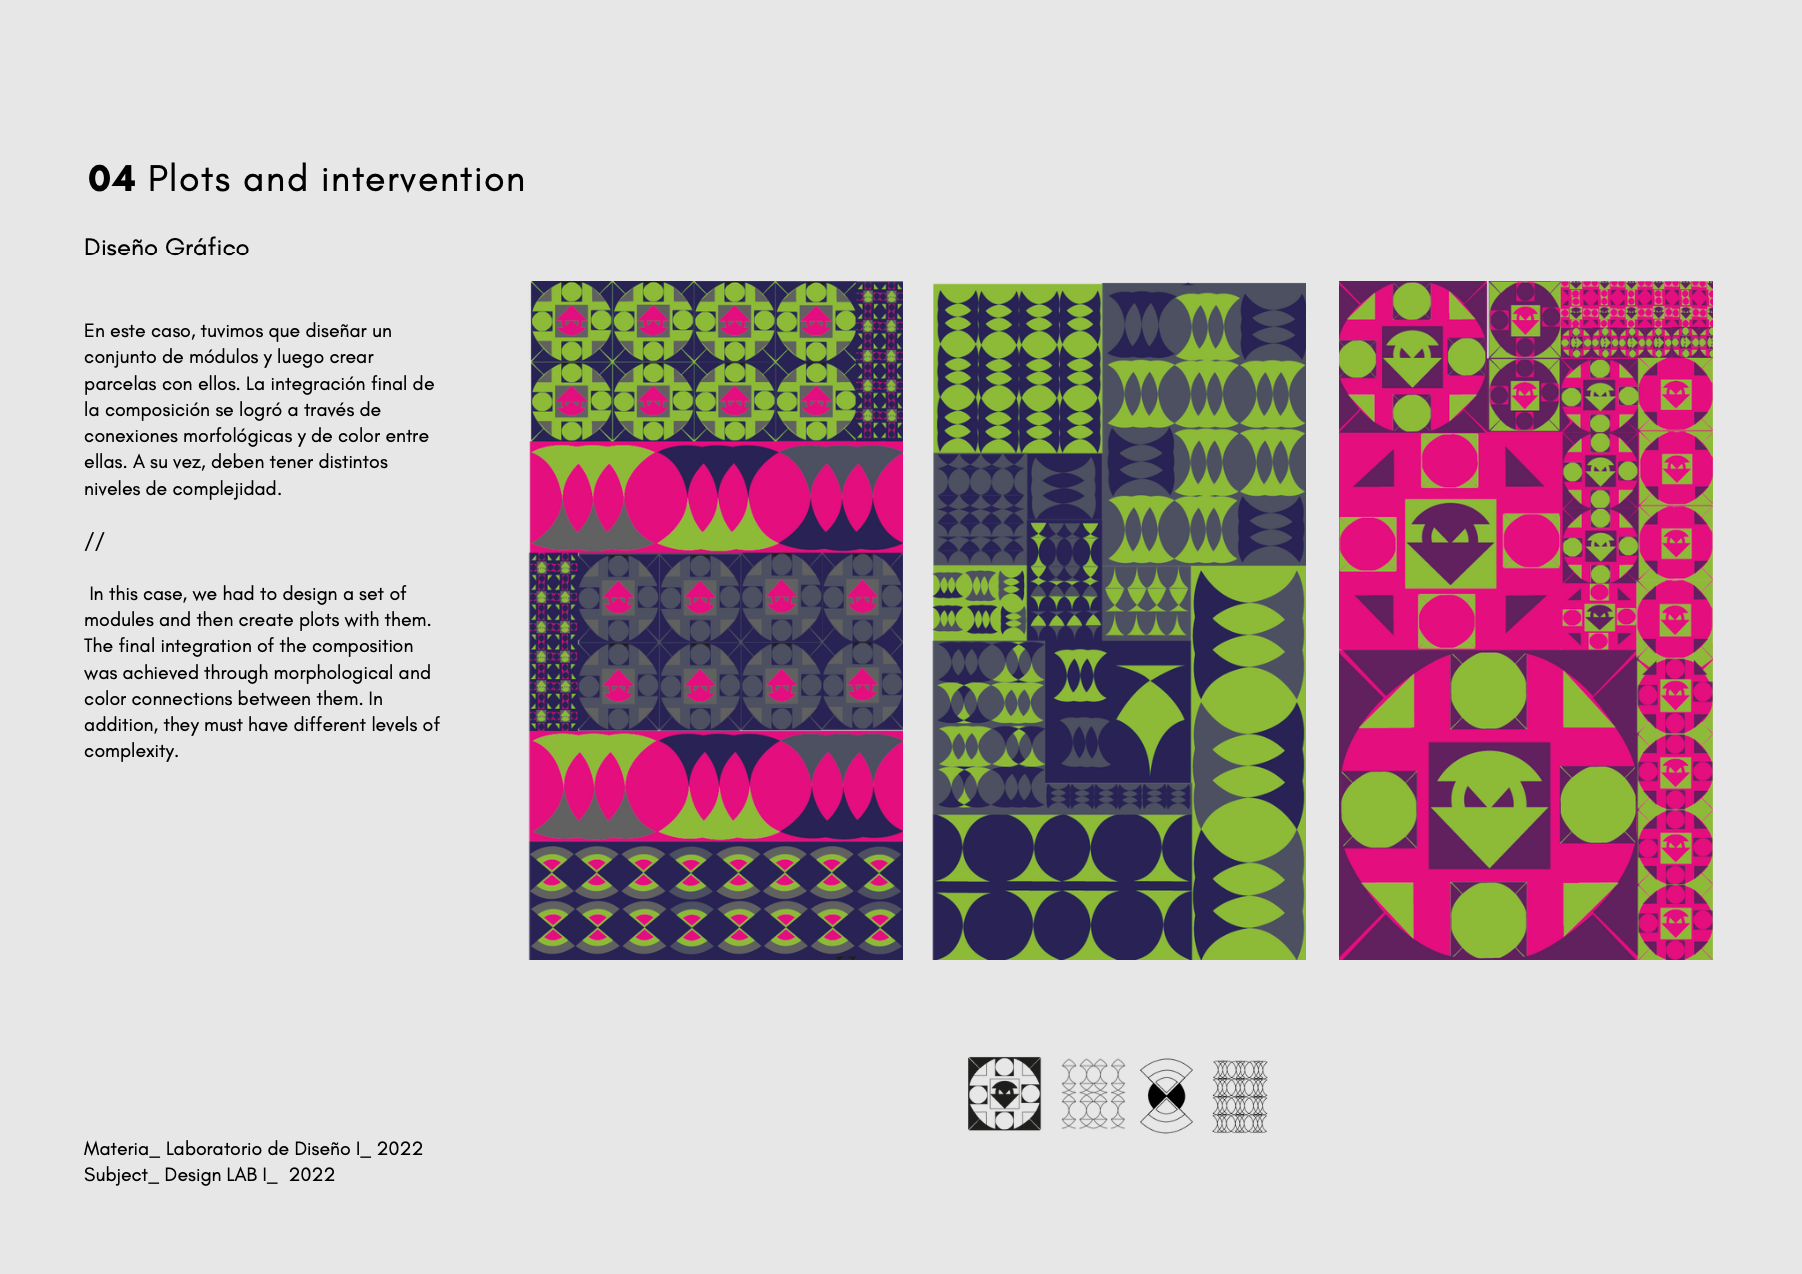 04 Plots and intervention
Diseño Gráfico
En este caso, tuvimos que diseñar un
conjunto de módulos y luego crear
parcelas con ellos. La integración final de
la composición se logró a través de
conexiones morfológicas y de color entre
ellas. A su vez, deben tener distintos
niveles de complejidad.
//
In this case, we had to design a set of
modules and then create plots with them.
The final integration of the composition
was achieved through morphological and
color connections between them. In
addition, they must have different levels of
complexity.
Materia_ Laboratorio de Diseño I_ 2022
Subject_ Design LAB I_ 2022